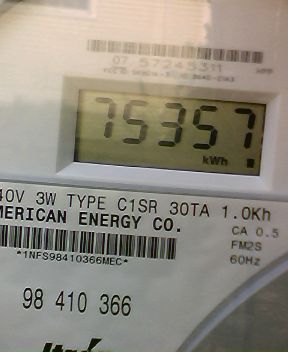 07 57245311
75357
kWh
40V 3W TYPE C1SR 30TA 1.0Kh
MERICAN ENERGY CO. CA 0.5
FM2S
*1NFS98410366MEC* 60Hz
98 410 366
Itron